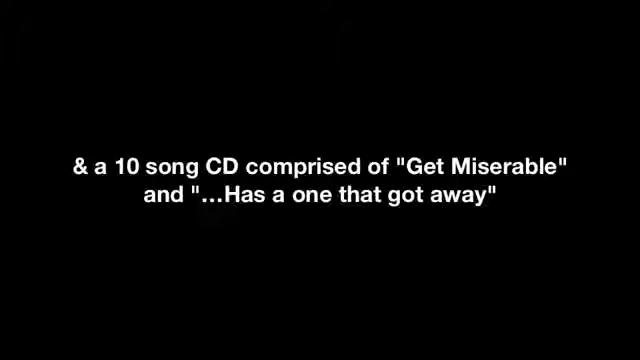 & a 10 song CD comprised of "Get Miserable"
and "...Has a one that got away"